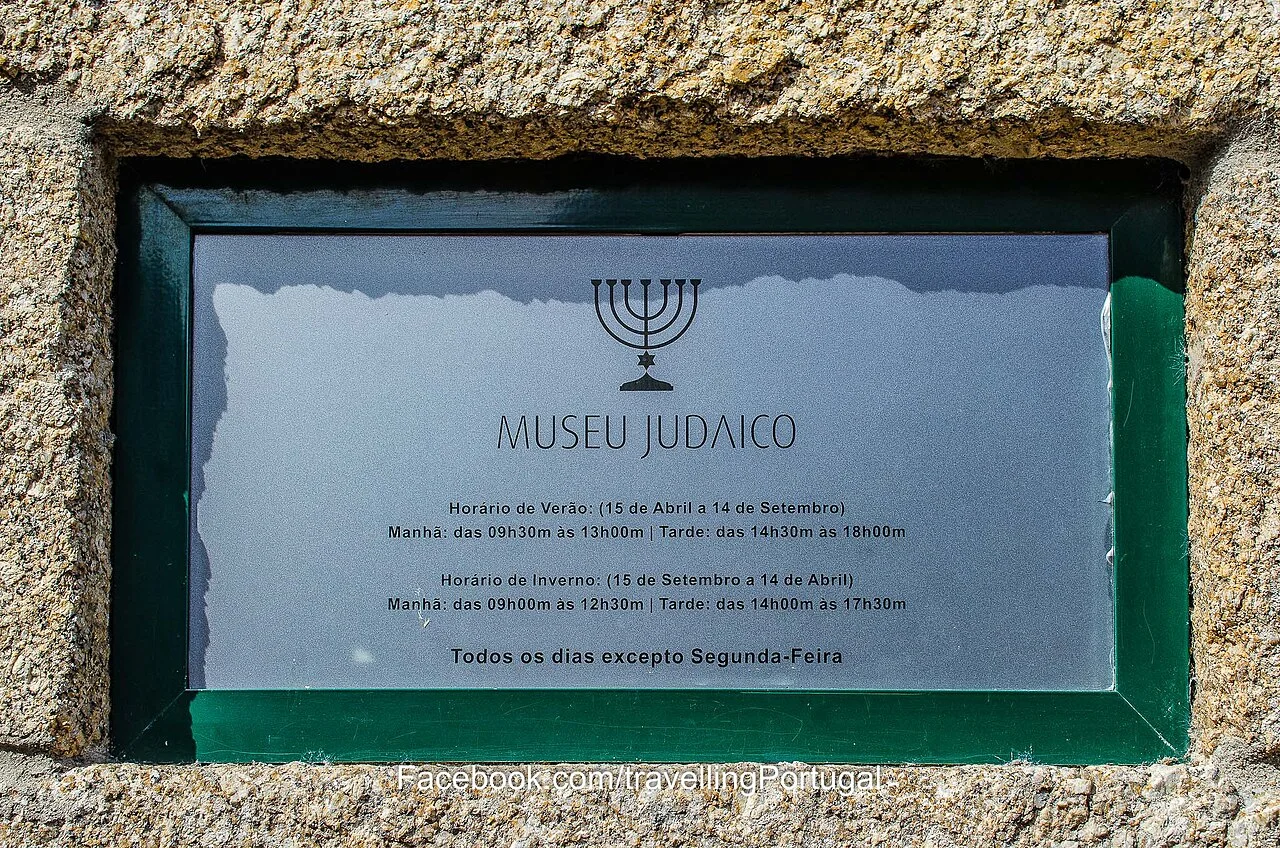 MUSEU JUDAICO
Horário de Verão: (15 de Abril a 14 de Setembro)
Manhã: das 09h30m às 13h00m | Tarde: das 14h30m às 18h00m
Horário de Inverno: (15 de Setembro a 14 de Abril)
Manhã: das 09h00m às 12h30m | Tarde: das 14h00m às 17h30m
Todos os dias excepto Segunda-Feira
Facebook.com/travellingPortugal